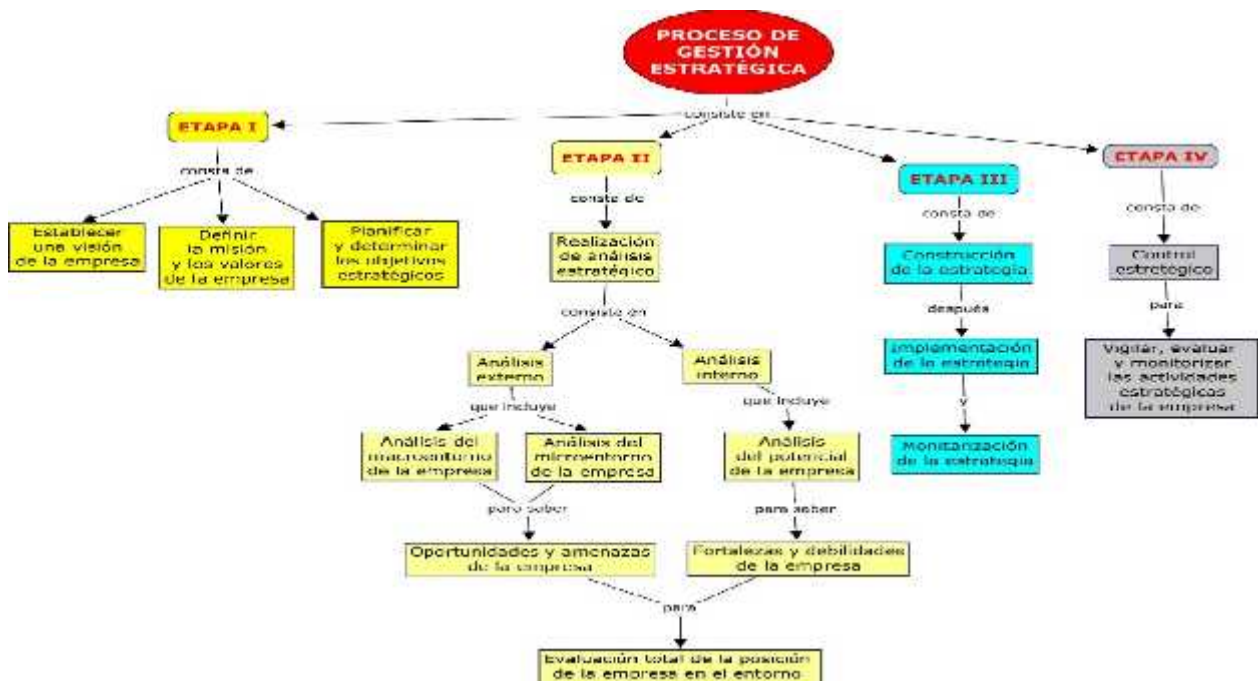 PROCESO DE
GESTIÓN
ESTRATÉGICA
consiste en
ETAPA I
consta de
Establecer
una visión
de la empresa
Definir
la misión
y los valores
de la empresa
Planificar
y determinar
los objetivos
estratégicos
ETAPA II
consta de
Realización
de análisis
estratégico
consiste en
Análisis
externo
que incluye
Análisis del
macroentorno
de la empresa
Análisis del
microentorno
de la empresa
para saber
Oportunidades y amenazas
de la empresa
Análisis
interno
que incluye
Análisis
del potencial
de la empresa
para saber
Fortalezas y debilidades
de la empresa
para
Evaluación total de la posición
de la empresa en el entorno
ETAPA III
consta de
Construcción
de la estrategia
después
Implementación
de la estrategia
y
de la estrategia
ETAPA IV
consta de
Control
para
Vigilar, evaluar
y monitorizar
las actividades
estratégicas
de la empresa